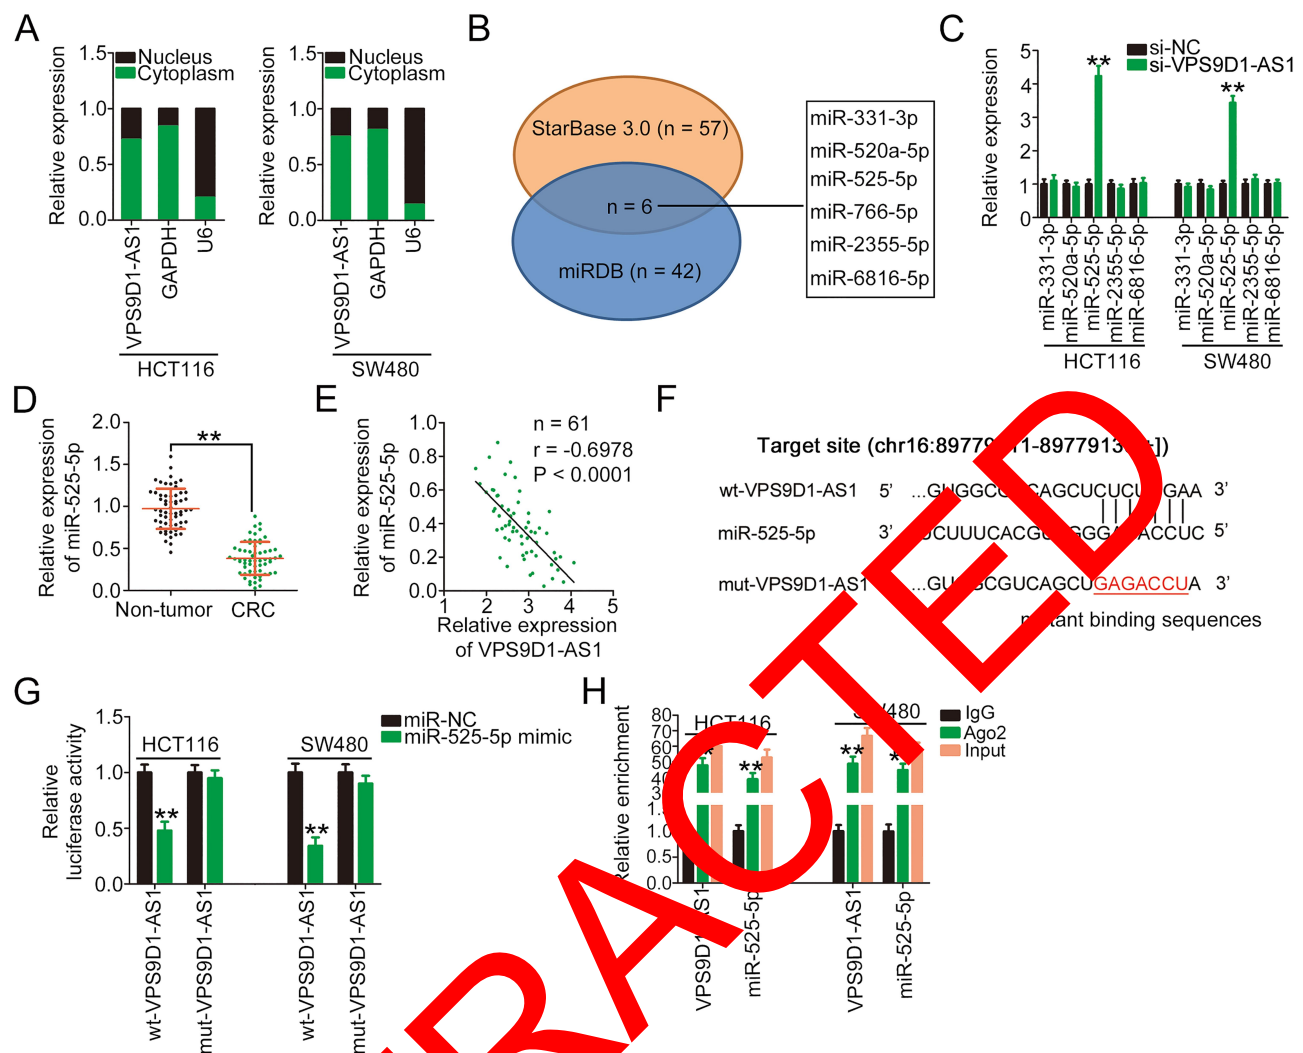 A
1.5
1.0
0.5
0.0
Relative expression
Nucleus
Cytoplasm
VPS9D1-AS1
GAPDH
U6
HCT116
1.5
1.0
0.5
0.0
Relative expression
Nucleus
Cytoplasm
VPS9D1-AS1
GAPDH
U6
SW480
B
StarBase 3.0 (n = 57)
n = 6
miRDB (n = 42)
miR-331-3p
miR-520a-5p
miR-525-5p
miR-766-5p
miR-2355-5p
miR-6816-5p
C
5
4
3
2
1
0
Relative expression
si-NC
si-VPS9D1-AS1
**
**
miR-331-3p
miR-520a-5p
miR-525-5p
miR-2355-5p
miR-6816-5p
miR-331-3p
miR-520a-5p
miR-525-5p
miR-2355-5p
miR-6816-5p
HCT116
SW480
D
Relative expression
of miR-525-5p
2.0
1.5
1.0
0.5
0.0
**
Non-tumor
CRC
E
Relative expression
of miR-525-5p
1.0
0.8
0.6
0.4
0.2
0.0
n = 61
r = -0.6978
P < 0.0001
1 2 3 4 5
Relative expression
of VPS9D1-AS1
F
Target site
wt-VPS9D1-AS1 5’ 3’
miR-525-5p 3’ 5’
mut-VPS9D1-AS1 GAGACCUA 3’
binding sequences
G
Relative
luciferase activity
1.5
1.0
0.5
0.0
miR-NC
miR-525-5p mimic
HCT116
SW480
**
**
wt-VPS9D1-AS1
mut-VPS9D1-AS1
wt-VPS9D1-AS1
mut-VPS9D1-AS1
H
Relative enrichment
80
70
60
50
40
1.0
0.5
0.0
HCT116
IgG
Ago2
Input
**
**
VPS9D1-AS1
miR-525-5p
VPS9D1-AS1
miR-525-5p
RACTED